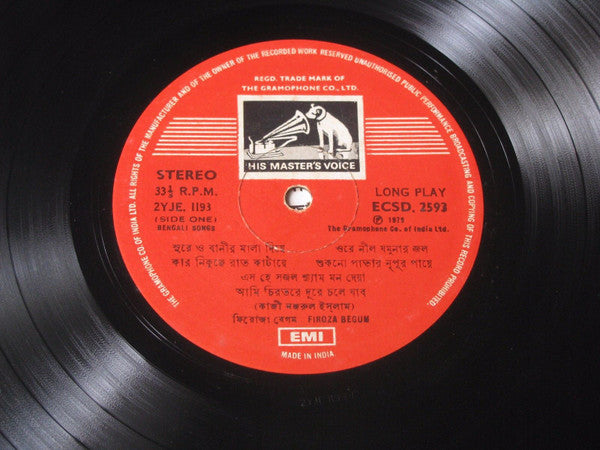 THE GRAMOPHONE CO. OF INDIA LTD. ALL RIGHTS OF THE MANUFACTURER AND OF THE OWNER OF THE RECORDED WORK RESERVED UNAUTHORISED PUBLIC PERFORMANCE BROADCASTING AND COPYING OF THIS RECORD PROHIBITED.
REGD. TRADE MARK OF
THE GRAMOPHONE CO., LTD.
"HIS MASTER'S VOICE
STEREO
33⅓ R.P.M.
2YJE. 1193
(SIDE ONE)
BENGALI SONGS
LONG PLAY
ECSD. 2593
Ⓟ 1975
The Gramophone Co. of India Ltd.
সুরে ও বানীর মালা দিয়ে
ওরে নীল যমুনার জল
কার নিকুঞ্জে রাত কাটায়ে
শুকনো পাতার নূপুর পায়ে
এস হে সজল শ্যাম ঘন দেয়া
আমি চিরতরে দূরে চলে যাব
(কাজী নজরুল ইসলাম)
ফিরোজা বেগম FIROZA BEGUM
EMI
MADE IN INDIA